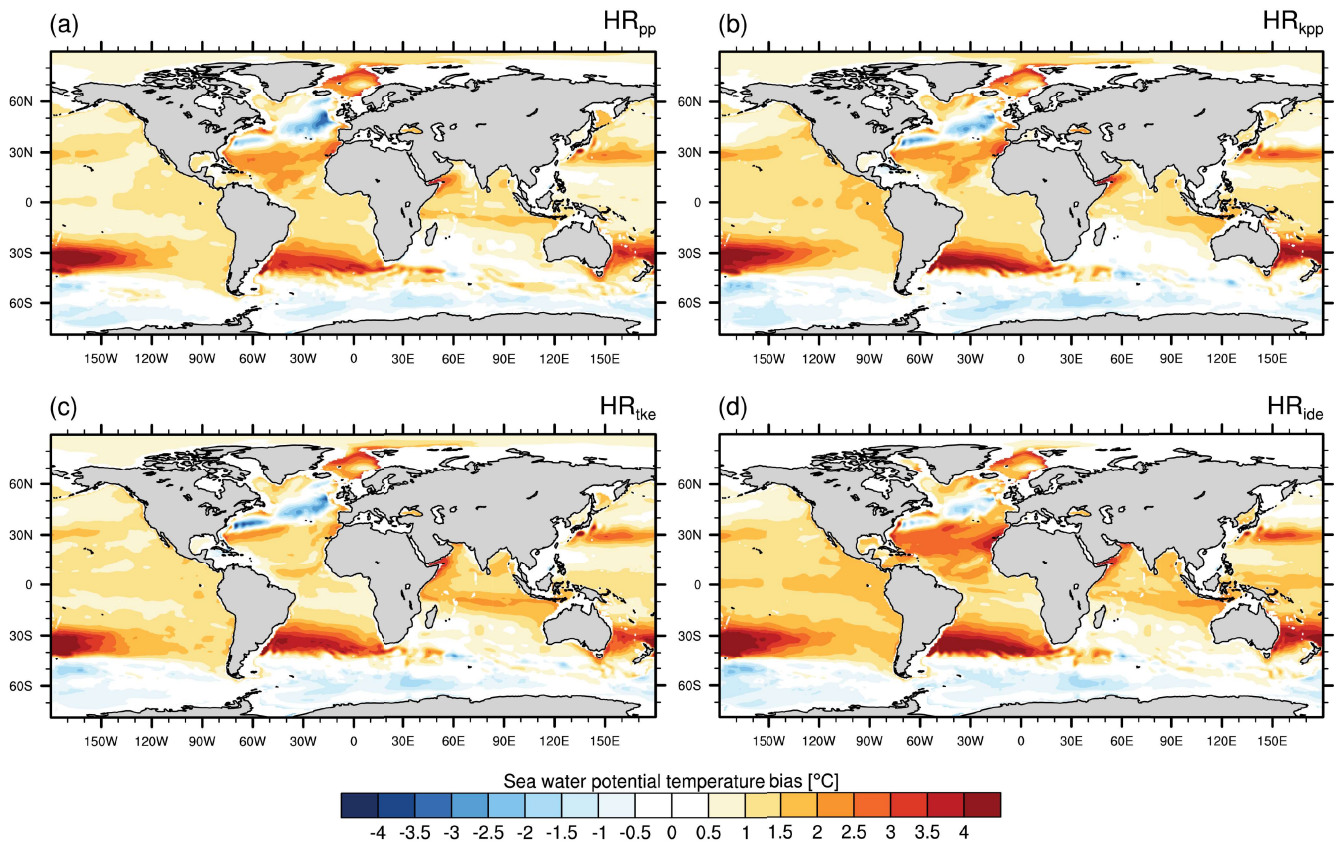 (a) HRpp
(b) HRkpp
60N
30N
0
30S
60S
60N
30N
0
30S
60S
150W 120W 90W 60W 30W 0 30E 60E 90E 120E 150E
150W 120W 90W 60W 30W 0 30E 60E 90E 120E 150E
(c) HRtke
(d) HRide
60N
30N
0
30S
60S
60N
30N
0
30S
60S
150W 120W 90W 60W 30W 0 30E 60E 90E 120E 150E
150W 120W 90W 60W 30W 0 30E 60E 90E 120E 150E
Sea water potential temperature bias [°C]
-4 -3.5 -3 -2.5 -2 -1.5 -1 -0.5 0 0.5 1 1.5 2 2.5 3 3.5 4